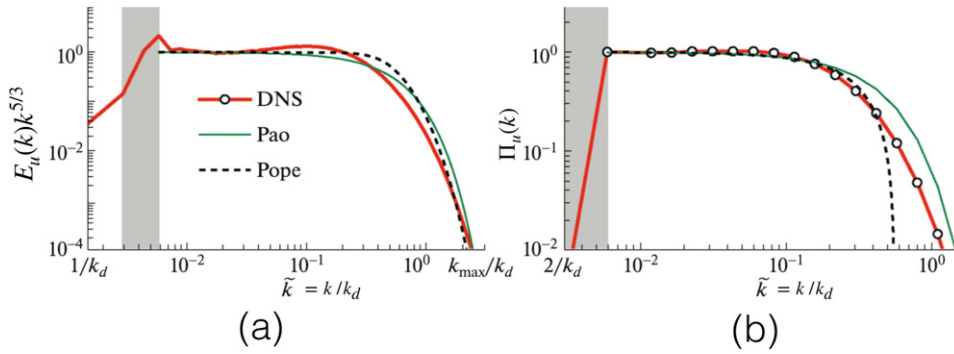 E_u(k)k^{5/3}
10^0
10^{-2}
10^{-4}
DNS
Pao
Pope
1/k_d
10^{-2}
10^{-1}
10^0
k_max/k_d
k̃ = k/k_d
(a)
Π_u(k)
10^0
10^{-1}
10^{-2}
2/k_d
10^{-2}
10^{-1}
10^0
k̃ = k/k_d
(b)